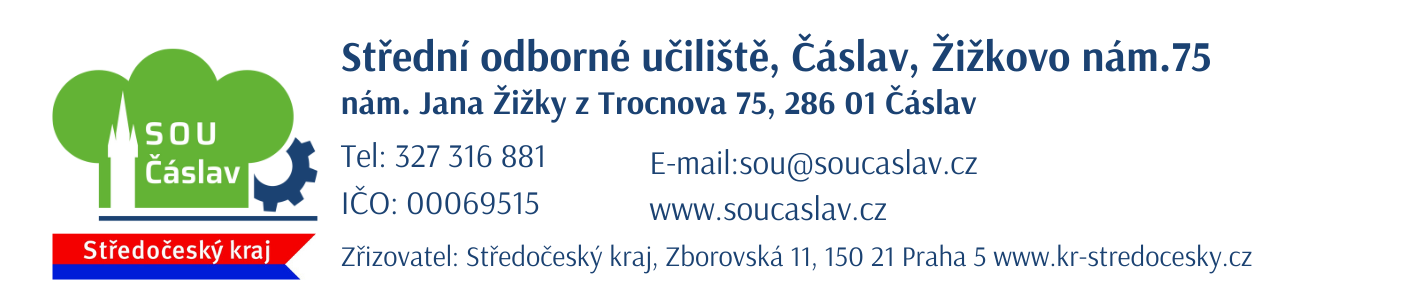 SOU
Čáslav
Středočeský kraj
Střední odborné učiliště, Čáslav, Žižkovo nám.75
nám. Jana Žižky z Trocnova 75, 286 01 Čáslav
Tel: 327 316 881
E-mail:sou@soucaslav.cz
IČO: 00069515
www.soucaslav.cz
Zřizovatel: Středočeský kraj, Zborovská 11, 150 21 Praha 5 www.kr-stredocesky.cz